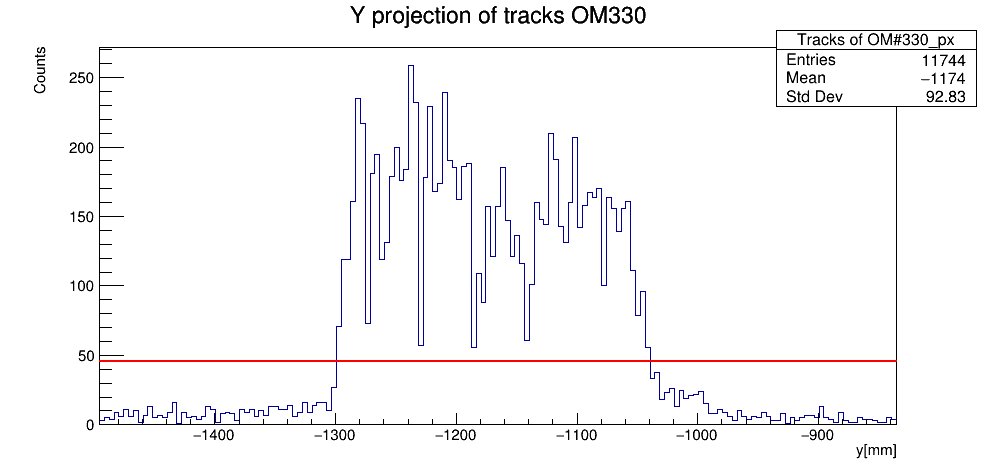 Y projection of tracks OM330
Tracks of OM#330_px
Entries 11744
Mean −1174
Std Dev 92.83
Counts
250
200
150
100
50
0
−1400 −1300 −1200 −1100 −1000 −900
y[mm]